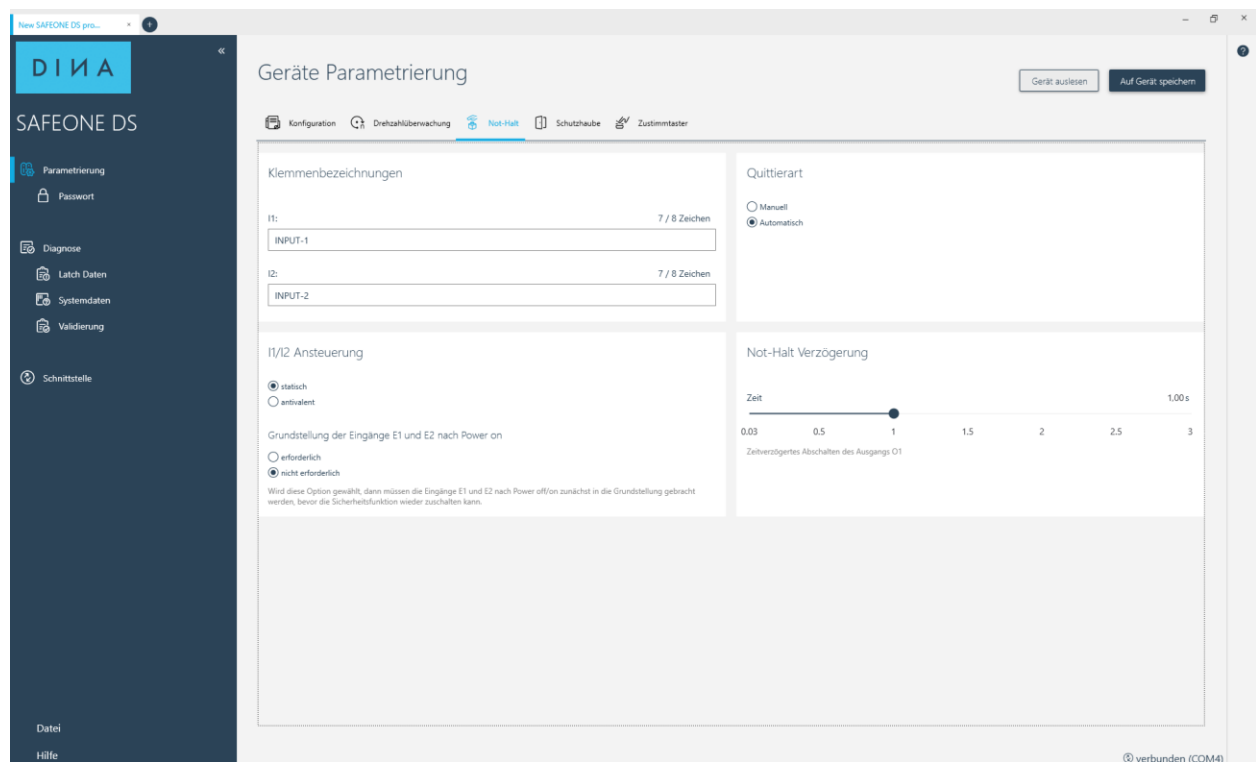 New SAFEONE DS pro...
DINA
SAFEONE DS
Parametrierung
Passwort
Diagnose
Latch Daten
Systemdaten
Validierung
Schnittstelle
Datei
Hilfe
Geräte Parametrierung
Gerät auslesen
Auf Gerät speichern
Konfiguration
Drehzahlüberwachung
Not-Halt
Schutzhaube
Zustimmtaster
Klemmenbezeichnungen
I1: 7 / 8 Zeichen
INPUT-1
I2: 7 / 8 Zeichen
INPUT-2
Quittierart
Manuell
Automatisch
I1/I2 Ansteuerung
statisch
antivalent
Grundstellung der Eingänge E1 und E2 nach Power on
erforderlich
nicht erforderlich
Wird diese Option gewählt, dann müssen die Eingänge E1 und E2 nach Power off/on zunächst in die Grundstellung gebracht
werden, bevor die Sicherheitsfunktion wieder zuschalten kann.
Not-Halt Verzögerung
Zeit 1,00 s
0.03 0.5 1 1.5 2 2.5 3
Zeitverzögertes Abschalten des Ausgangs O1
verbunden (COM4)